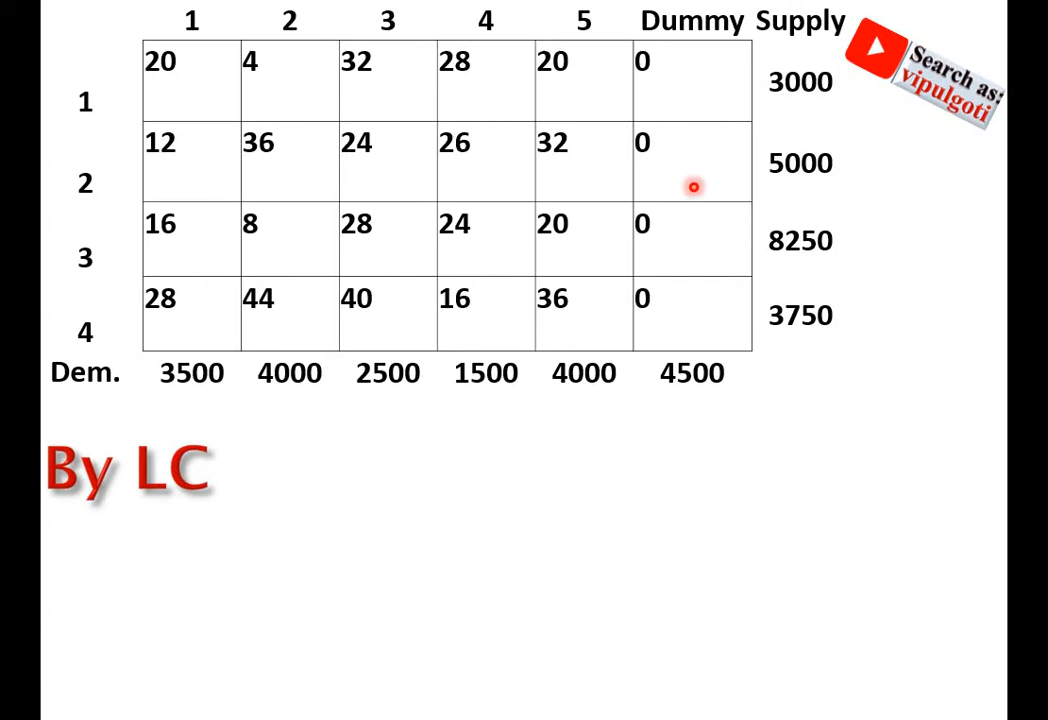 1 2 3 4 5 Dummy Supply
20 4 32 28 20 0 3000
1
12 36 24 26 32 0 5000
2
16 8 28 24 20 0 8250
3
28 44 40 16 36 0 3750
4
Dem. 3500 4000 2500 1500 4000 4500
By LC
Search as:
vipulgoti